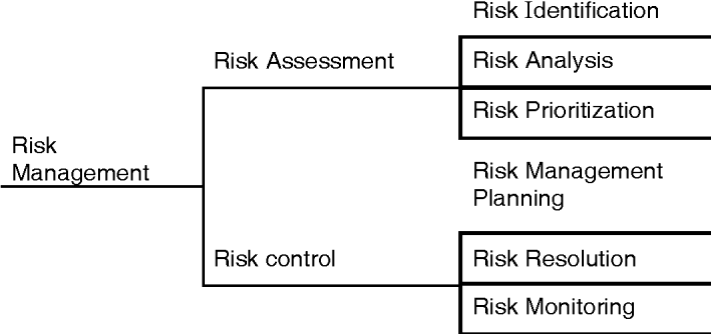 Risk Identification
Risk Assessment
Risk Analysis
Risk Prioritization
Risk
Management
Risk Management
Planning
Risk control
Risk Resolution
Risk Monitoring